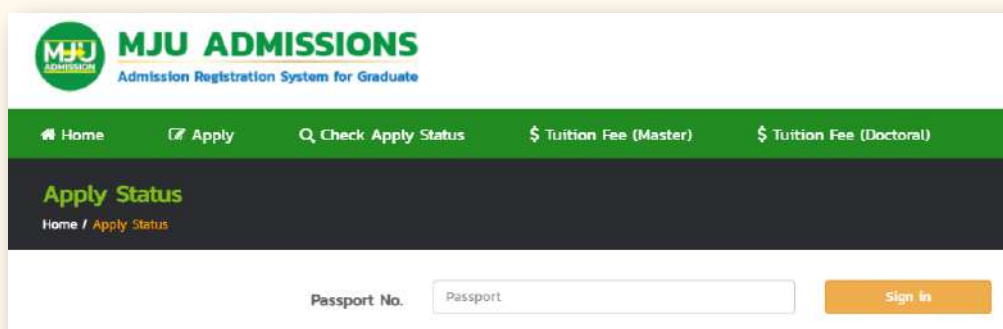 MJU
ADMISSION
MJU ADMISSIONS
Admission Registration System for Graduate
Home Apply Check Apply Status $ Tuition Fee (Master) $ Tuition Fee (Doctoral)
Apply Status
Home / Apply Status
Passport No. Passport Sign in